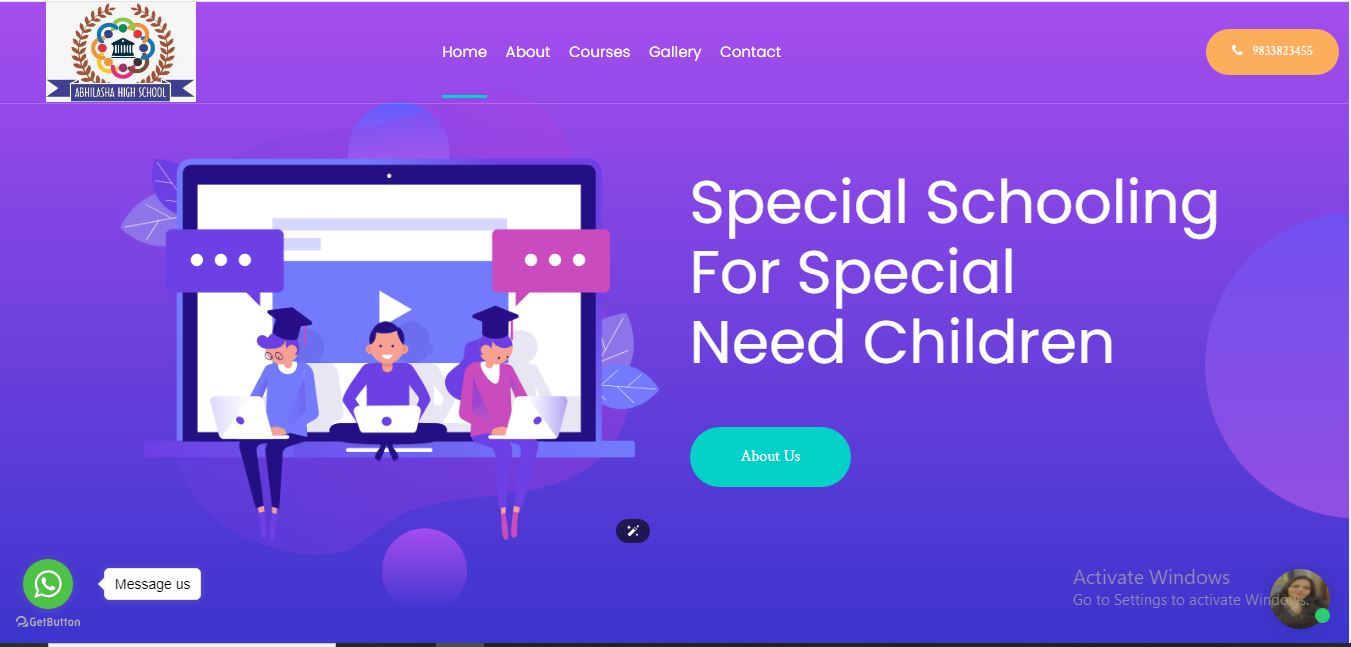 ABHILASHA HIGH SCHOOL
Home About Courses Gallery Contact
9833823455
Special Schooling
For Special
Need Children
About Us
Message us
GetButton
Activate Windows
Go to Settings to activate Windows.